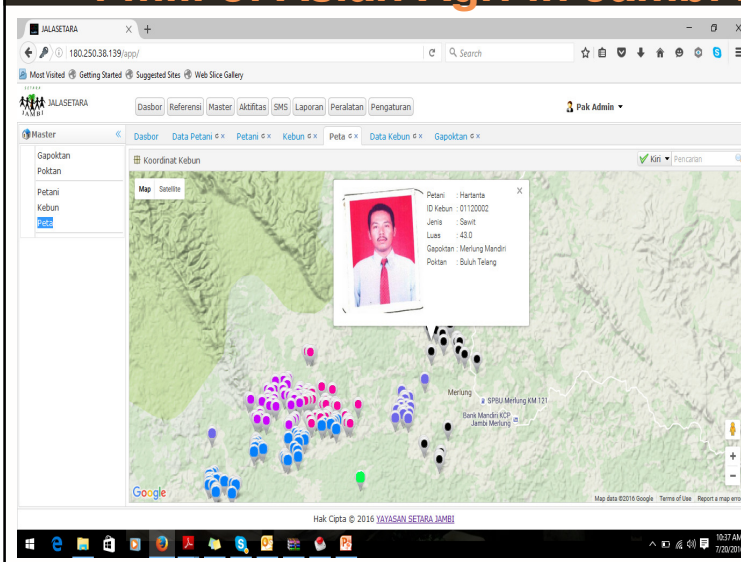 JALASETARA
180.250.38.139/app/
Search
Most Visited Getting Started Suggested Sites Web Slice Gallery
SETARA
JAMBI
JALASETARA
Dasbor Referensi Master Aktifitas SMS Laporan Peralatan Pengaturan
Pak Admin
Master
Dasbor Data Petani Petani Kebun Peta Data Kebun Gapoktan
Gapoktan
Poktan
Petani
Kebun
Peta
Koordinat Kebun
Kiri Pencarian
Map Satellite
Petani : Hartanta
ID Kebun : 01120002
Jenis : Sawit
Luas : 43.0
Gapoktan : Merlung Mandiri
Poktan : Buluh Telang
Merlung
SPBU Merlung KM 121
Bank Mandiri KCP
Jambi Merlung
Google
Map data ©2016 Google Terms of Use Report a map erro
Hak Cipta © 2016 YAYASAN SETARA JAMBI
10:37 AM
7/20/201